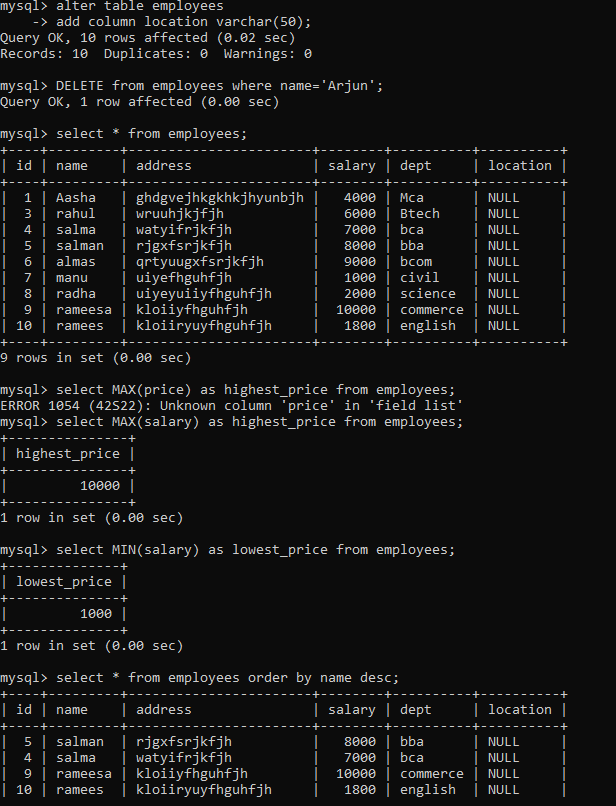 mysql> alter table employees
    -> add column location varchar(50);
Query OK, 10 rows affected (0.02 sec)
Records: 10  Duplicates: 0  Warnings: 0

mysql> DELETE from employees where name='Arjun';
Query OK, 1 row affected (0.00 sec)

mysql> select * from employees;
+----+---------+-----------------------+--------+----------+----------+
| id | name    | address               | salary | dept     | location |
+----+---------+-----------------------+--------+----------+----------+
|  1 | Aasha   | ghdgvejhkgkhkjhyunbjh |   4000 | Mca      | NULL     |
|  3 | rahul   | wruuhjkjfjh           |   6000 | Btech    | NULL     |
|  4 | salma   | watyifrjkfjh          |   7000 | bca      | NULL     |
|  5 | salman  | rjgxfsrjkfjh          |   8000 | bba      | NULL     |
|  6 | almas   | qrtyuugxfsrjkfjh      |   9000 | bcom     | NULL     |
|  7 | manu    | uiyefhguhfjh          |   1000 | civil    | NULL     |
|  8 | radha   | uiyeyuiiyfhguhfjh     |   2000 | science  | NULL     |
|  9 | rameesa | kloiiyfhguhfjh        |  10000 | commerce | NULL     |
| 10 | ramees  | kloiiryuyfhguhfjh     |   1800 | english  | NULL     |
+----+---------+-----------------------+--------+----------+----------+
9 rows in set (0.00 sec)

mysql> select MAX(price) as highest_price from employees;
ERROR 1054 (42S22): Unknown column 'price' in 'field list'
mysql> select MAX(salary) as highest_price from employees;
+---------------+
| highest_price |
+---------------+
|         10000 |
+---------------+
1 row in set (0.00 sec)

mysql> select MIN(salary) as lowest_price from employees;
+--------------+
| lowest_price |
+--------------+
|         1000 |
+--------------+
1 row in set (0.00 sec)

mysql> select * from employees order by name desc;
+----+---------+-----------------------+--------+----------+----------+
| id | name    | address               | salary | dept     | location |
+----+---------+-----------------------+--------+----------+----------+
|  5 | salman  | rjgxfsrjkfjh          |   8000 | bba      | NULL     |
|  4 | salma   | watyifrjkfjh          |   7000 | bca      | NULL     |
|  9 | rameesa | kloiiyfhguhfjh        |  10000 | commerce | NULL     |
| 10 | ramees  | kloiiryuyfhguhfjh     |   1800 | english  | NULL     |